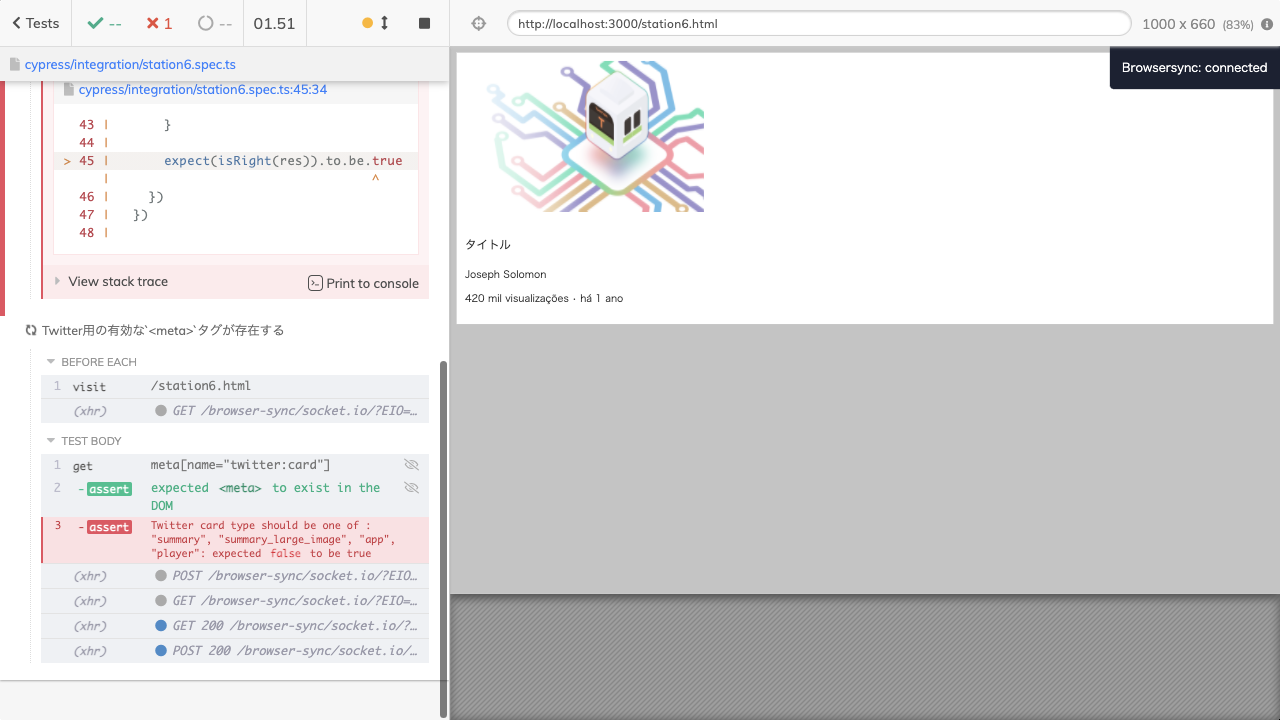 Tests
--
1
--
01.51
http://localhost:3000/station6.html
1000 x 660 (83%)
cypress/integration/station6.spec.ts
Browsersync: connected
cypress/integration/station6.spec.ts:45:34
43 | }
44 |
> 45 | expect(isRight(res)).to.be.true
| ^
46 | })
47 | })
48 |
View stack trace
Print to console
Twitter用の有効な`<meta>`タグが存在する
BEFORE EACH
1 visit /station6.html
(xhr) GET /browser-sync/socket.io/?EIO=…
TEST BODY
1 get meta[name="twitter:card"]
2 -assert expected <meta> to exist in the
DOM
3 -assert Twitter card type should be one of :
"summary", "summary_large_image", "app",
"player": expected false to be true
(xhr) POST /browser-sync/socket.io/?EIO…
(xhr) GET /browser-sync/socket.io/?EIO=…
(xhr) GET 200 /browser-sync/socket.io/?…
(xhr) POST 200 /browser-sync/socket.io/…
T
タイトル
Joseph Solomon
420 mil visualizações · há 1 ano